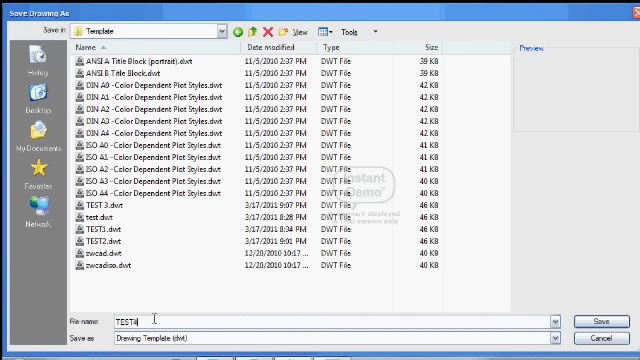 Save Drawing As
Save in: Template View Tools
Name Date modified Type Size Preview
ANSI A Title Block (portrait).dwt 11/5/2010 2:37 PM DWT File 39 KB
ANSI B Title Block.dwt 11/5/2010 2:37 PM DWT File 39 KB
DIN A0 -Color Dependent Plot Styles.dwt 11/5/2010 2:37 PM DWT File 42 KB
DIN A1 -Color Dependent Plot Styles.dwt 11/5/2010 2:37 PM DWT File 42 KB
DIN A2 -Color Dependent Plot Styles.dwt 11/5/2010 2:37 PM DWT File 42 KB
DIN A3 -Color Dependent Plot Styles.dwt 11/5/2010 2:37 PM DWT File 42 KB
DIN A4 -Color Dependent Plot Styles.dwt 11/5/2010 2:37 PM DWT File 42 KB
ISO A0 -Color Dependent Plot Styles.dwt 11/5/2010 2:37 PM DWT File 42 KB
ISO A1 -Color Dependent Plot Styles.dwt 11/5/2010 2:37 PM DWT File 41 KB
ISO A2 -Color Dependent Plot Styles.dwt 11/5/2010 2:37 PM DWT File 41 KB
ISO A3 -Color Dependent Plot Styles.dwt 11/5/2010 2:37 PM DWT File 41 KB
ISO A4 -Color Dependent Plot Styles.dwt 11/5/2010 2:37 PM DWT File 40 KB
TEST 3.dwt 3/17/2011 9:07 PM DWT File 46 KB
test.dwt 3/17/2011 8:28 PM DWT File 46 KB
TEST1.dwt 3/17/2011 8:34 PM DWT File 46 KB
TEST2.dwt 3/17/2011 9:01 PM DWT File 46 KB
zwcad.dwt 12/20/2010 10:17 ... DWT File 40 KB
zwcadiso.dwt 12/20/2010 10:17 ... DWT File 40 KB
History
Desktop
My Documents
Favorites
Network
Instant
Demo
mark displayed
trial version only
File name: TEST4 Save
Save as Drawing Template (dwt) Cancel